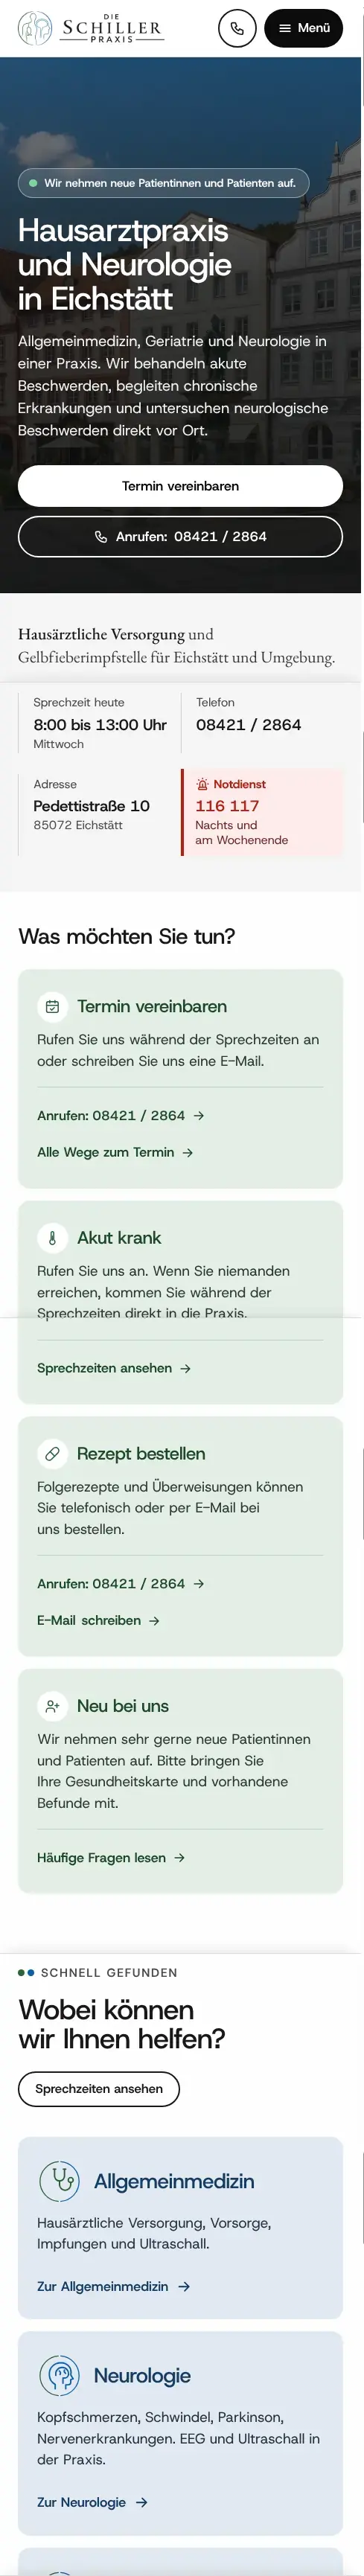 DIE
SCHILLER
PRAXIS
Menü
Wir nehmen neue Patientinnen und Patienten auf.
Hausarztpraxis
und Neurologie
in Eichstätt
Allgemeinmedizin, Geriatrie und Neurologie in
einer Praxis. Wir behandeln akute
Beschwerden, begleiten chronische
Erkrankungen und untersuchen neurologische
Beschwerden direkt vor Ort.
Termin vereinbaren
Anrufen: 08421 / 2864
Hausärztliche Versorgung und
Gelbfieberimpfstelle für Eichstätt und Umgebung.
Sprechzeit heute
8:00 bis 13:00 Uhr
Mittwoch
Telefon
08421 / 2864
Adresse
Pedettistraße 10
85072 Eichstätt
Notdienst
116 117
Nachts und
am Wochenende
Was möchten Sie tun?
Termin vereinbaren
Rufen Sie uns während der Sprechzeiten an
oder schreiben Sie uns eine E-Mail.
Anrufen: 08421 / 2864 →
Alle Wege zum Termin →
Akut krank
Rufen Sie uns an. Wenn Sie niemanden
erreichen, kommen Sie während der
Sprechzeiten direkt in die Praxis.
Sprechzeiten ansehen →
Rezept bestellen
Folgerezepte und Überweisungen können
Sie telefonisch oder per E-Mail bei
uns bestellen.
Anrufen: 08421 / 2864 →
E-Mail schreiben →
Neu bei uns
Wir nehmen sehr gerne neue Patientinnen
und Patienten auf. Bitte bringen Sie
Ihre Gesundheitskarte und vorhandene
Befunde mit.
Häufige Fragen lesen →
SCHNELL GEFUNDEN
Wobei können
wir Ihnen helfen?
Sprechzeiten ansehen
Allgemeinmedizin
Hausärztliche Versorgung, Vorsorge,
Impfungen und Ultraschall.
Zur Allgemeinmedizin →
Neurologie
Kopfschmerzen, Schwindel, Parkinson,
Nervenerkrankungen. EEG und Ultraschall in
der Praxis.
Zur Neurologie →